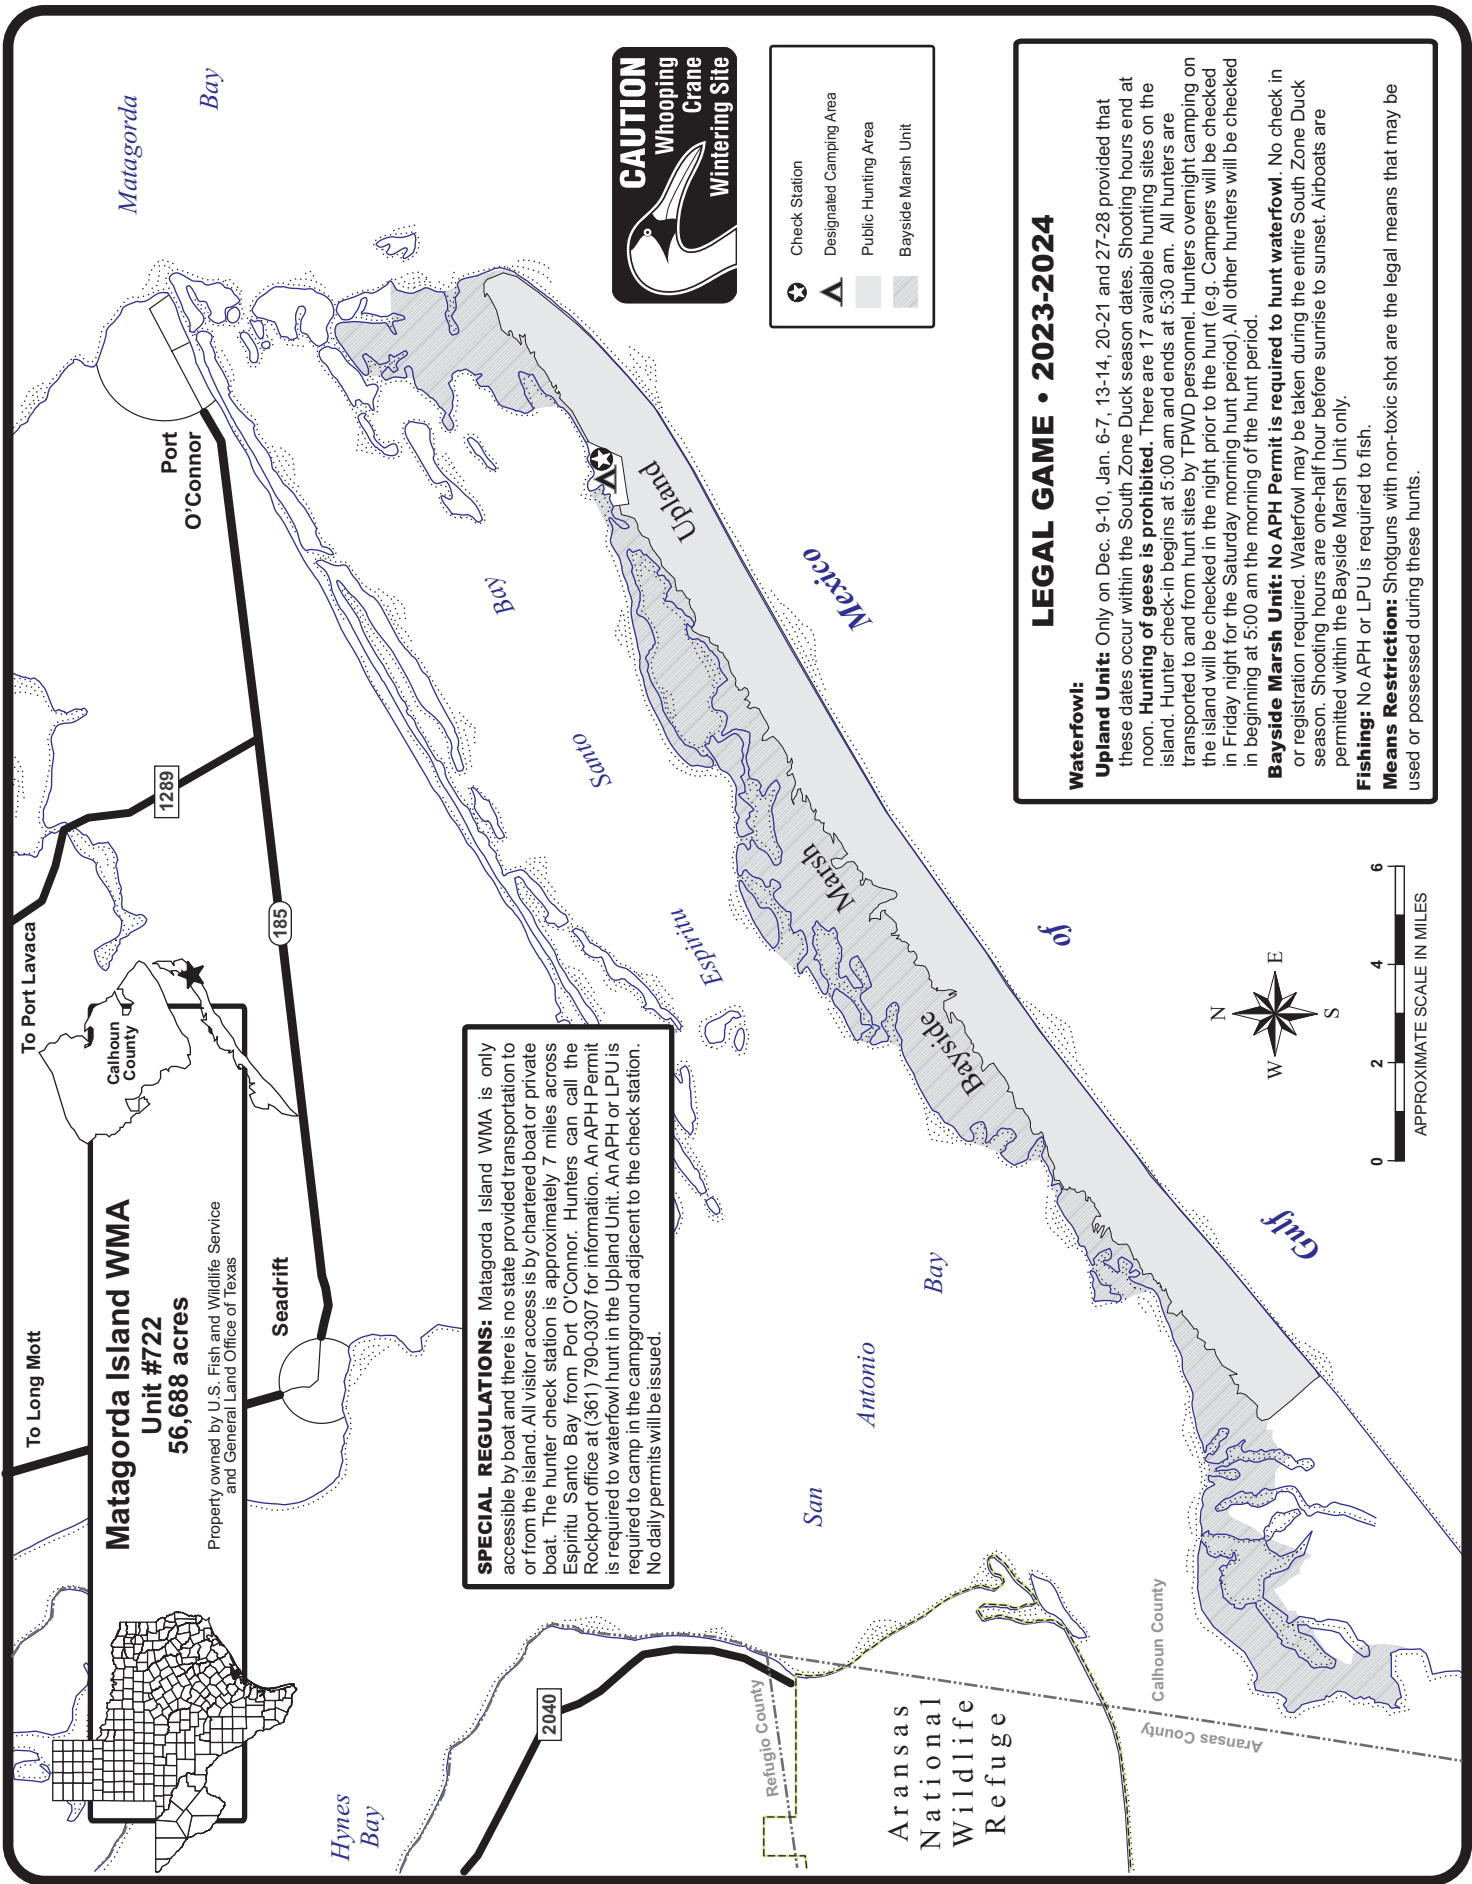 Matagorda Island WMA
Unit #722
56,688 acres
Property owned by U.S. Fish and Wildlife Service
and General Land Office of Texas
Calhoun
County
To Long Mott
To Port Lavaca
Seadrift
185
1289
Port
O'Connor
Matagorda
Bay
Hynes
Bay
2040
SPECIAL REGULATIONS: Matagorda Island WMA is only
accessible by boat and there is no state provided transportation to
or from the island. All visitor access is by chartered boat or private
boat. The hunter check station is approximately 7 miles across
Espiritu Santo Bay from Port O'Connor. Hunters can call the
Rockport office at (361) 790-0307 for information. An APH Permit
is required to waterfowl hunt in the Upland Unit. An APH or LPU is
required to camp in the campground adjacent to the check station.
No daily permits will be issued.
Espiritu
Santo
Bay
San
Antonio
Bay
Refugio County
Aransas
National
Wildlife
Refuge
Calhoun County
Aransas County
Bayside
Marsh
Upland
Gulf
of
Mexico
CAUTION
Whooping
Crane
Wintering Site
Check Station
Designated Camping Area
Public Hunting Area
Bayside Marsh Unit
N
W
E
S
0
2
4
6
APPROXIMATE SCALE IN MILES
LEGAL GAME • 2023-2024
Waterfowl:
Upland Unit: Only on Dec. 9-10, Jan. 6-7, 13-14, 20-21 and 27-28 provided that
these dates occur within the South Zone Duck season dates. Shooting hours end at
noon. Hunting of geese is prohibited. There are 17 available hunting sites on the
island. Hunter check-in begins at 5:00 am and ends at 5:30 am. All hunters are
transported to and from hunt sites by TPWD personnel. Hunters overnight camping on
the island will be checked in the night prior to the hunt (e.g. Campers will be checked
in Friday night for the Saturday morning hunt period). All other hunters will be checked
in beginning at 5:00 am the morning of the hunt period.
Bayside Marsh Unit: No APH Permit is required to hunt waterfowl. No check in
or registration required. Waterfowl may be taken during the entire South Zone Duck
season. Shooting hours are one-half hour before sunrise to sunset. Airboats are
permitted within the Bayside Marsh Unit only.
Fishing: No APH or LPU is required to fish.
Means Restriction: Shotguns with non-toxic shot are the legal means that may be
used or possessed during these hunts.